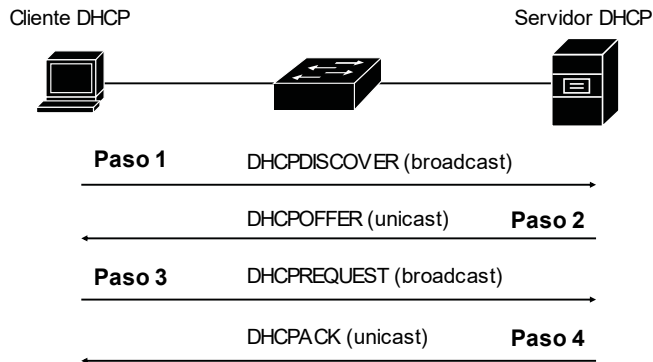 Cliente DHCP
Servidor DHCP
Paso 1 DHCPDISCOVER (broadcast)
DHCPOFFER (unicast) Paso 2
Paso 3 DHCPREQUEST (broadcast)
DHCPACK (unicast) Paso 4